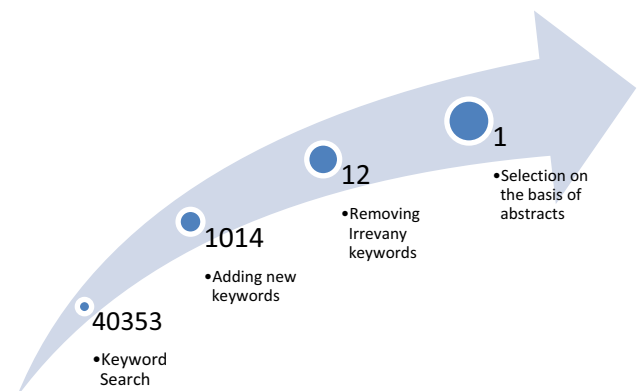 40353
•Keyword
Search
1014
•Adding new
keywords
12
•Removing
Irrevany
keywords
1
•Selection on
the basis of
abstracts